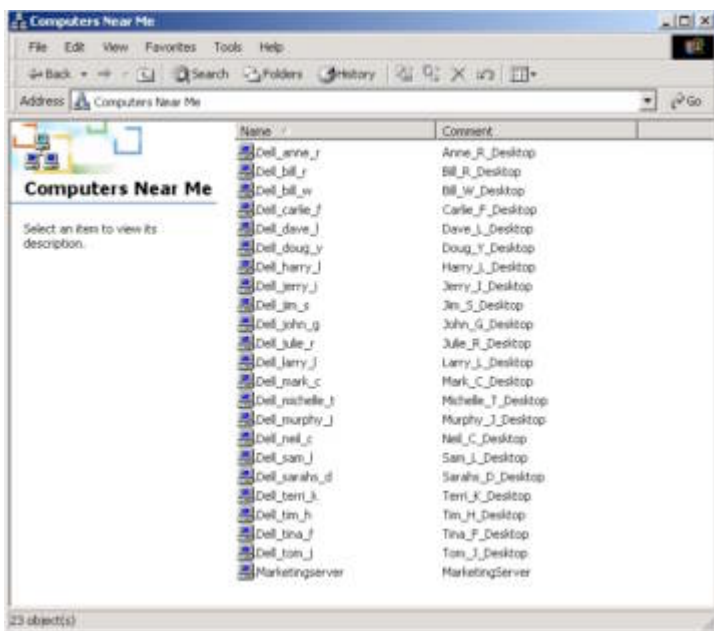 Computers Near Me
File Edit View Favorites Tools Help
Back Search Folders History
Address Computers Near Me Go
Name Comment
Computers Near Me
Select an item to view its
description.
Dell_anne_r Anne_R_Desktop
Dell_bill_r Bill_R_Desktop
Dell_bill_w Bill_W_Desktop
Dell_carlie_f Carlie_F_Desktop
Dell_dave_l Dave_L_Desktop
Dell_doug_y Doug_Y_Desktop
Dell_harry_l Harry_L_Desktop
Dell_jerry_i Jerry_I_Desktop
Dell_jim_s Jim_S_Desktop
Dell_john_g John_G_Desktop
Dell_julie_r Julie_R_Desktop
Dell_larry_l Larry_L_Desktop
Dell_mark_c Mark_C_Desktop
Dell_michelle_t Michelle_T_Desktop
Dell_murphy_j Murphy_J_Desktop
Dell_neil_c Neil_C_Desktop
Dell_sam_l Sam_L_Desktop
Dell_sarahs_d Sarahs_D_Desktop
Dell_terri_k Terri_K_Desktop
Dell_tim_h Tim_H_Desktop
Dell_tina_f Tina_F_Desktop
Dell_tom_j Tom_J_Desktop
Marketingserver MarketingServer
23 object(s)